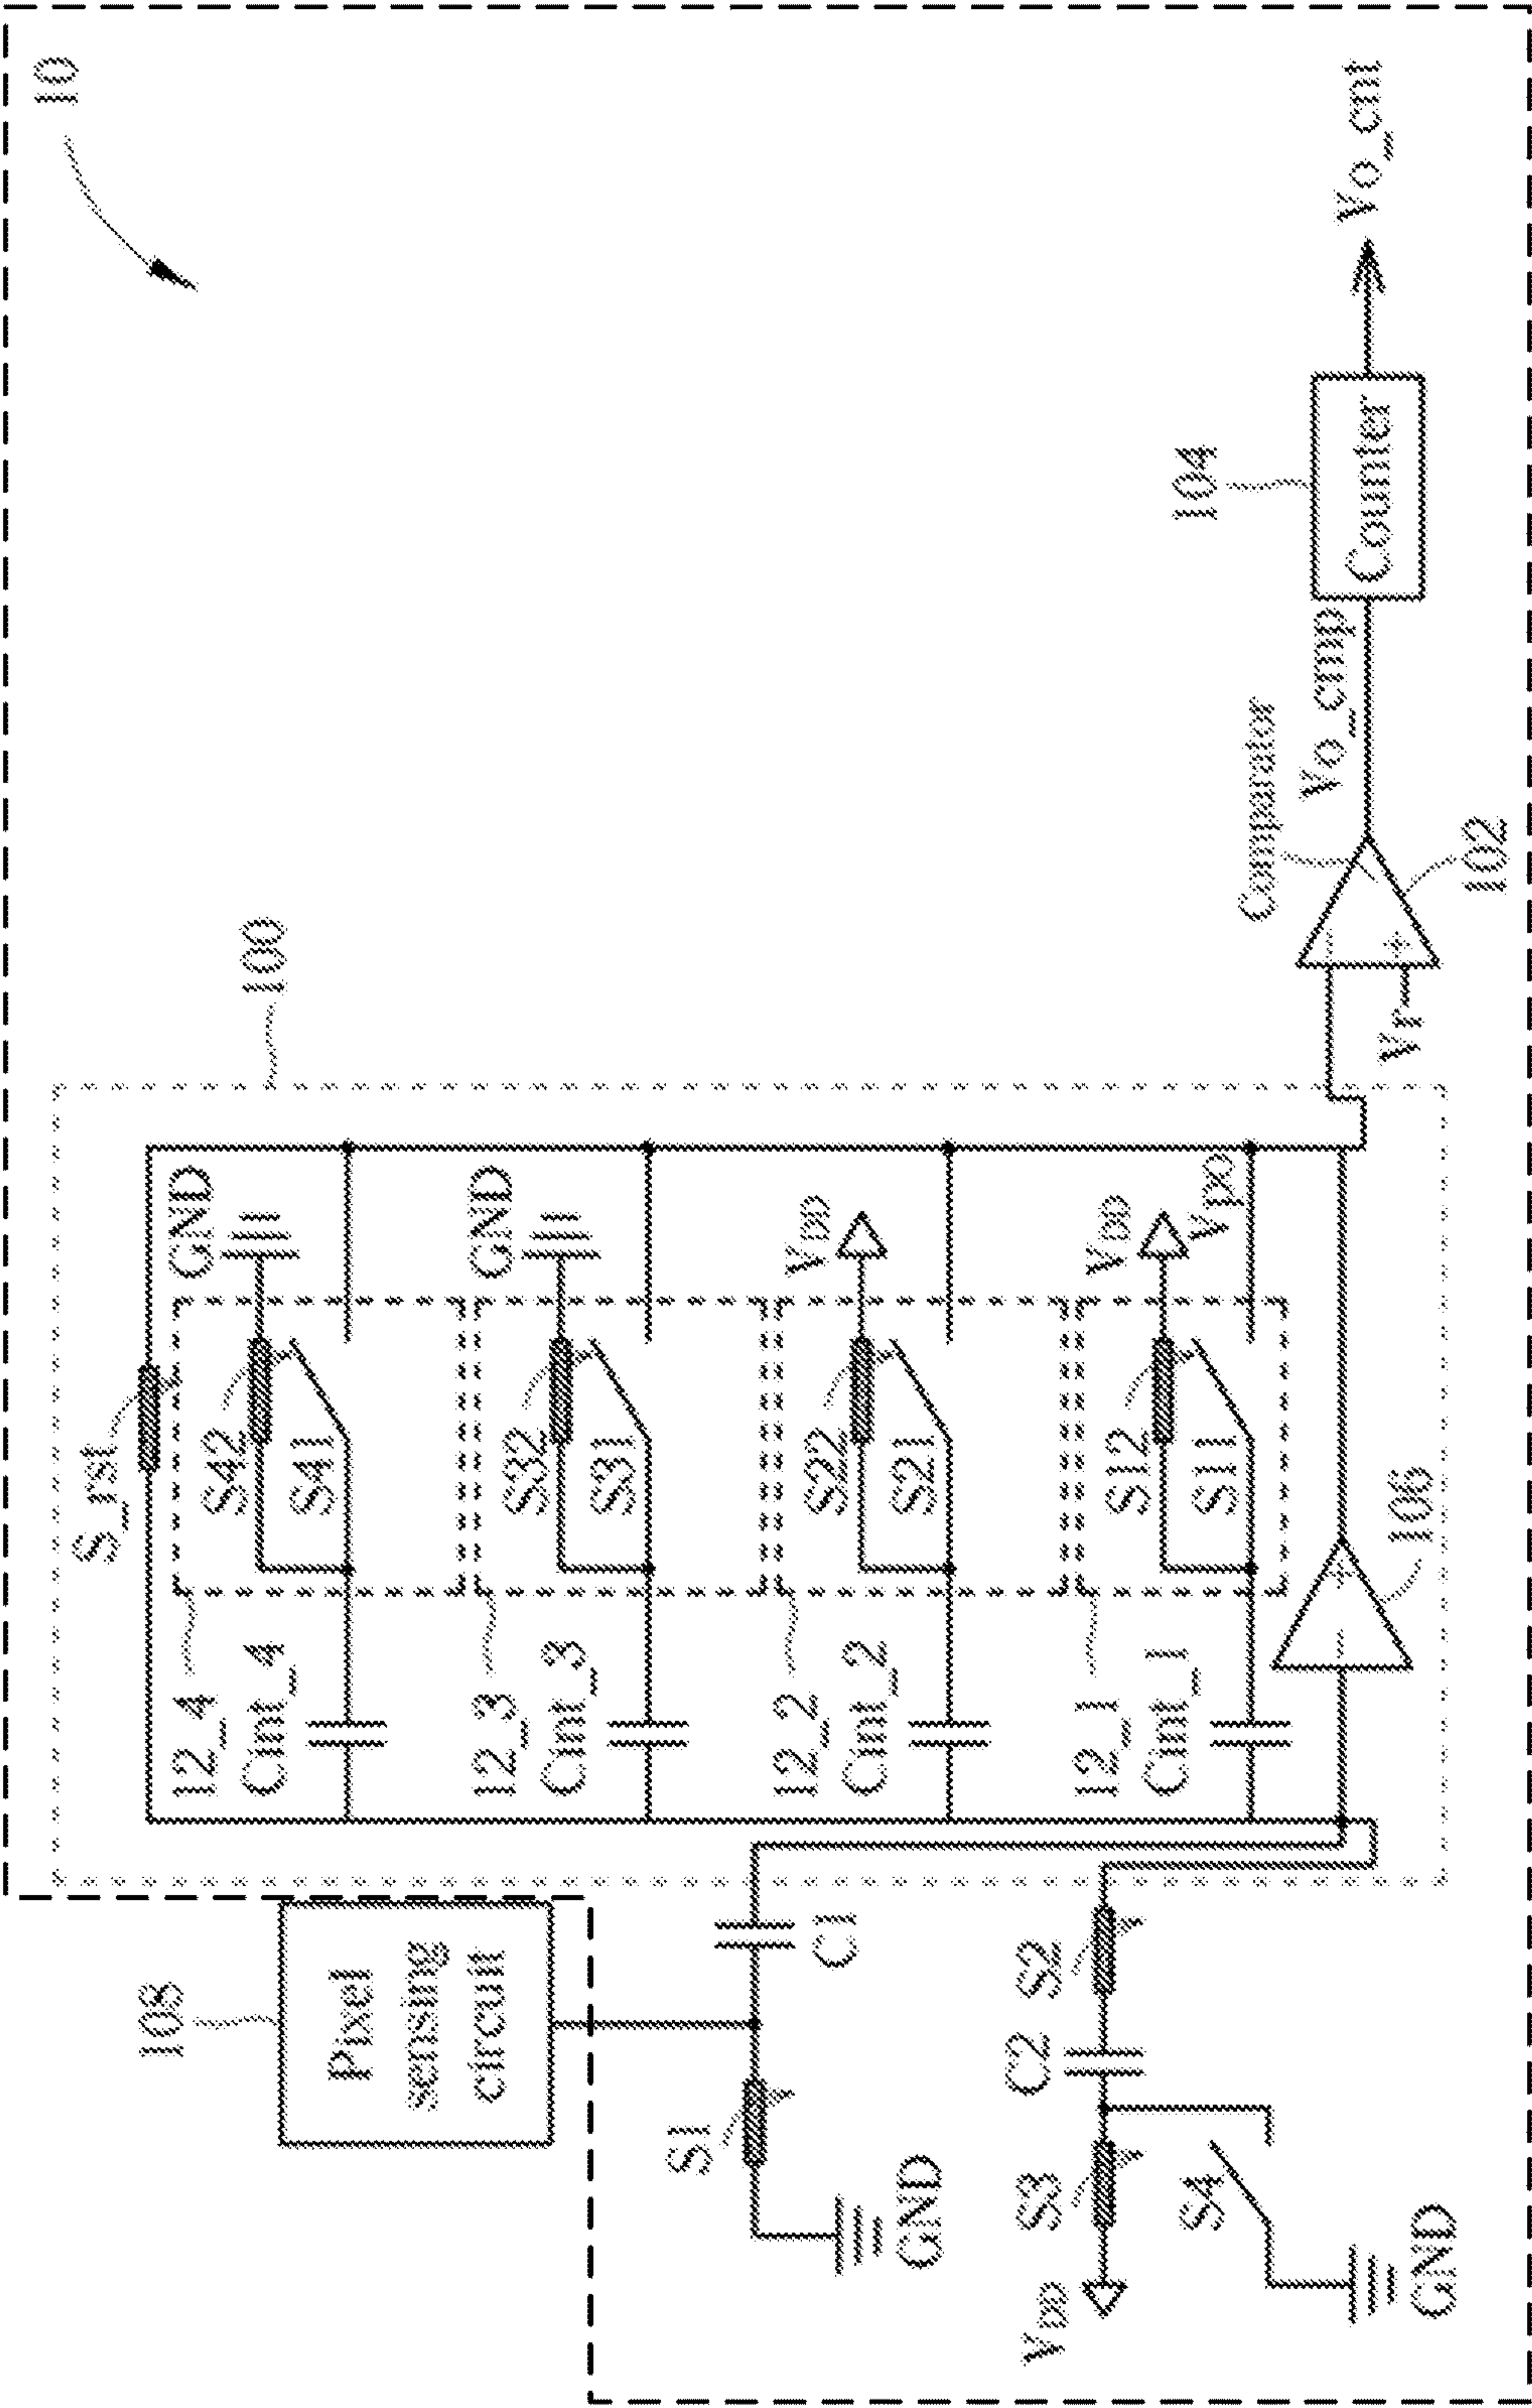 10
108
Pixel
sensing
circuit
S_rst
100
12_4
Cint_4
S42
S41
GND
12_3
Cint_3
S32
S31
GND
12_2
Cint_2
S22
S21
VDD
12_1
Cint_1
S12
S11
VDD
Vpo
106
S1
GND
C1
VDD
S3
C2
S2
S4
GND
Comparator
-
+
Vr
102
Vo_cmp
104
Counter
Vo_cnt